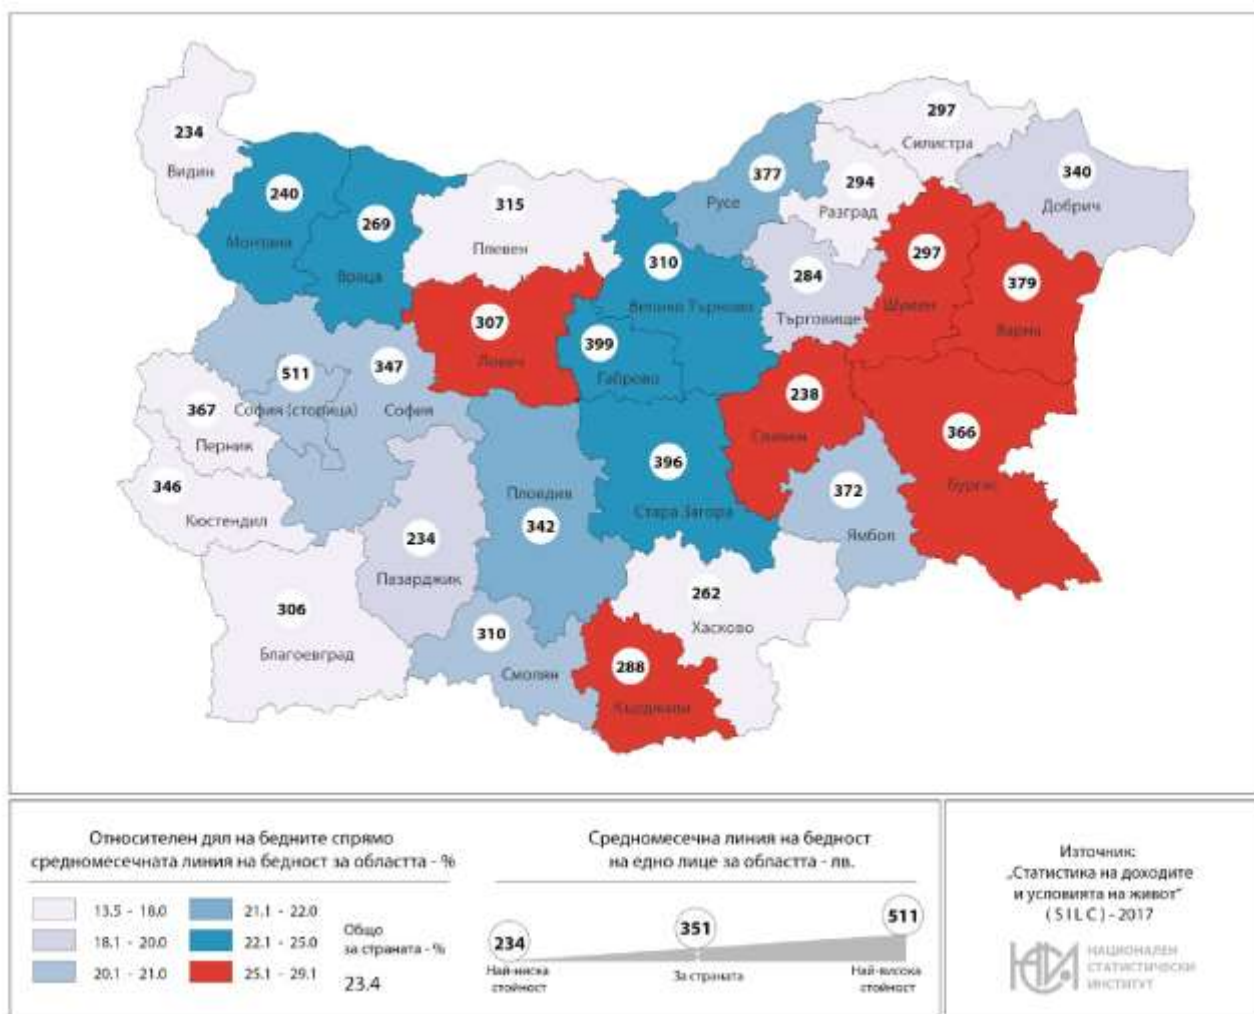 297
Силистра
234
Видин
377
Русе
294
Разград
340
Добрич
240
Монтана
315
Плевен
269
Враца
310
Велико Търново
284
Търговище
297
Шумен
379
Варна
307
Ловеч
399
Габрово
511
София (сторица)
347
София
367
Перник
238
Сливен
366
Бургас
346
Кюстендил
396
Стара Загора
372
Ямбол
Пловдив
342
234
Пазарджик
306
Благоевград
262
Хасково
310
Смолян
288
Кърджали
Относителен дял на бедните спрямо
средномесечната линия на бедност за областта - %
13.5 - 18.0
21.1 - 22.0
18.1 - 20.0
22.1 - 25.0
20.1 - 21.0
25.1 - 29.1
Общо
за страната - %
23.4
Средномесечна линия на бедност
на едно лице за областта - лв.
234
351
511
Най-ниска
стойност
За страната
Най-висока
стойност
Източник:
„Статистика на доходите
и условията на живот"
( S I L C ) - 2017
НСИ
НАЦИОНАЛЕН
СТАТИСТИЧЕСКИ
ИНСТИТУТ